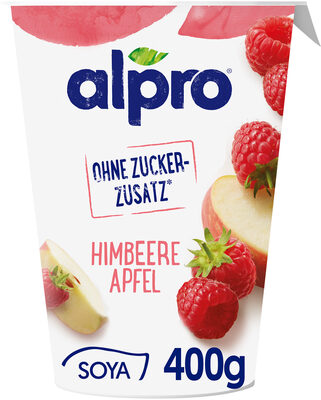 alpro®
OHNE ZUCKER-
ZUSATZ*
HIMBEERE
APFEL
SOYA
400g